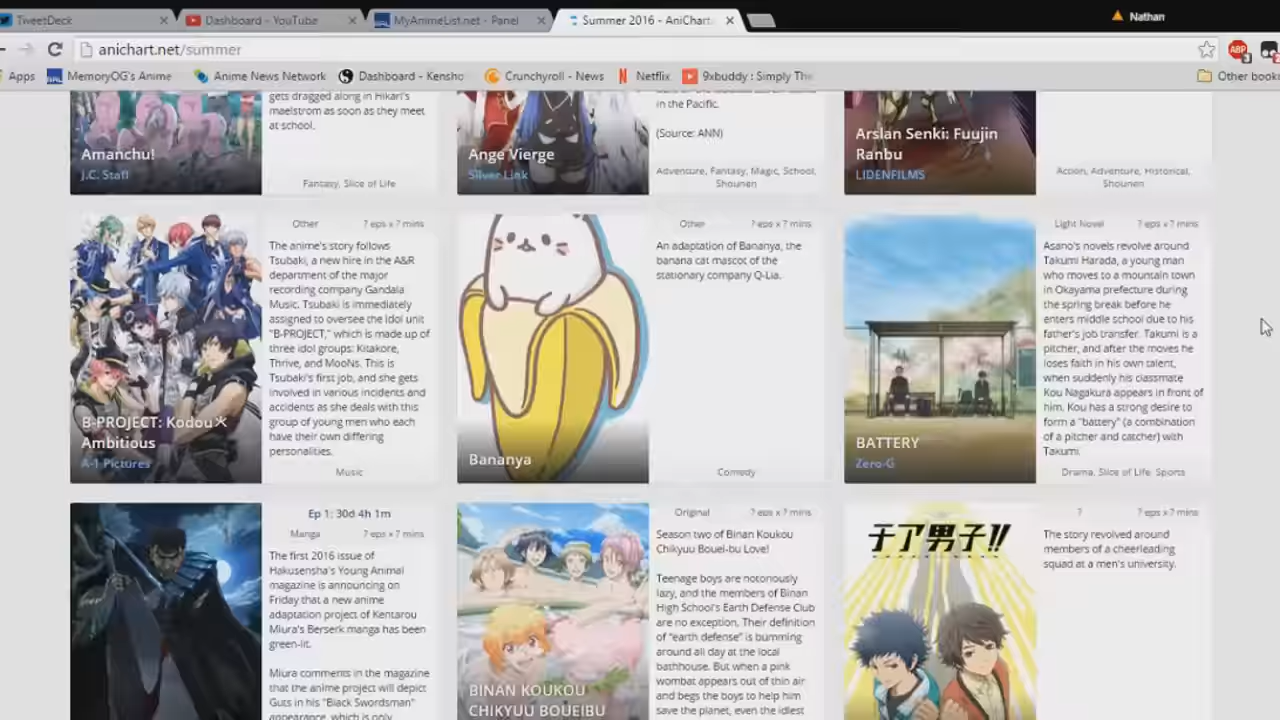 TweetDeck
Dashboard - YouTube
MyAnimeList.net - Panel
Summer 2016 - AniChart
Nathan
anichart.net/summer
ABP
Apps
MemoryOG's Anime
Anime News Network
Dashboard - Kensho
Crunchyroll - News
Netflix
9xbuddy : Simply The
Other book
gets dragged along in Hikari's
maelstrom as soon as they meet
at school.
Fantasy, Slice of Life
Amanchu!
J.C. Staff
in the Pacific.
(Source: ANN)
Adventure, Fantasy, Magic, School,
Shounen
Ange Vierge
Silver Link
Arslan Senki: Fuujin
Ranbu
LIDENFILMS
Action, Adventure, Historical,
Shounen
B-PROJECT: Kodou*
Ambitious
A-1 Pictures
Other
? eps x ? mins
The anime's story follows
Tsubaki, a new hire in the A&R
department of the major
recording company Gandala
Music. Tsubaki is immediately
assigned to oversee the idol unit
"B-PROJECT," which is made up of
three idol groups: Kitakore,
Thrive, and MooNs. This is
Tsubaki's first job, and she gets
involved in various incidents and
accidents as she deals with this
group of young men who each
have their own differing
personalities.
Music
Bananya
Other
? eps x ? mins
An adaptation of Bananya, the
banana cat mascot of the
stationary company Q-Lia.
Comedy
BATTERY
Zero-G
Light Novel
? eps x ? mins
Asano's novels revolve around
Takumi Harada, a young man
who moves to a mountain town
in Okayama prefecture during
the spring break before he
enters middle school due to his
father's job transfer. Takumi is a
pitcher, and after the moves he
loses faith in his own talent,
when suddenly his classmate
Kou Nagakura appears in front of
him. Kou has a strong desire to
form a "battery" (a combination
of a pitcher and catcher) with
Takumi.
Drama, Slice of Life, Sports
Ep 1: 30d 4h 1m
Manga
? eps x ? mins
The first 2016 issue of
Hakusensha's Young Animal
magazine is announcing on
Friday that a new anime
adaptation project of Kentarou
Miura's Berserk manga has been
green-lit.
Miura comments in the magazine
that the anime project will depict
Guts in his "Black Swordsman"
appearance, which is only
BINAN KOUKOU
CHIKYUU BOUEIBU
Original
? eps x ? mins
Season two of Binan Koukou
Chikyuu Bouei-bu Love!
Teenage boys are notoriously
lazy, and the members of Binan
High School's Earth Defense Club
are no exception. Their definition
of "earth defense" is bumming
around all day at the local
bathhouse. But when a pink
wombat appears out of thin air
and begs the boys to help him
save the planet, even the idlest
チア男子!!
?
? eps x ? mins
The story revolved around
members of a cheerleading
squad at a men's university.